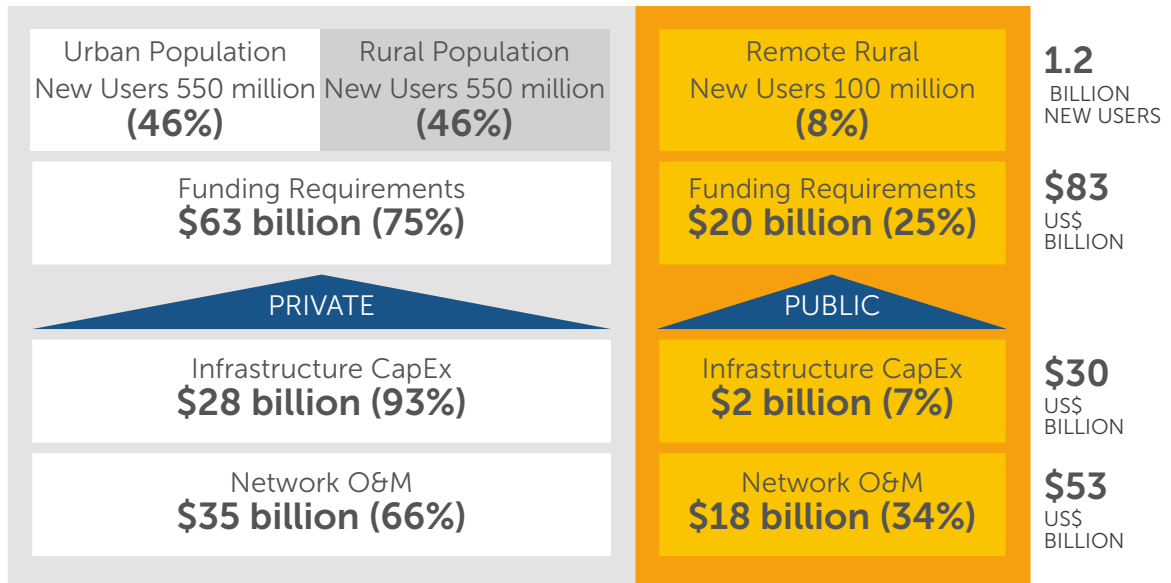 Urban Population
New Users 550 million
(46%)
Rural Population
New Users 550 million
(46%)
Remote Rural
New Users 100 million
(8%)
1.2
BILLION
NEW USERS
Funding Requirements
$63 billion (75%)
Funding Requirements
$20 billion (25%)
$83
US$
BILLION
PRIVATE
PUBLIC
Infrastructure CapEx
$28 billion (93%)
Infrastructure CapEx
$2 billion (7%)
$30
US$
BILLION
Network O&M
$35 billion (66%)
Network O&M
$18 billion (34%)
$53
US$
BILLION